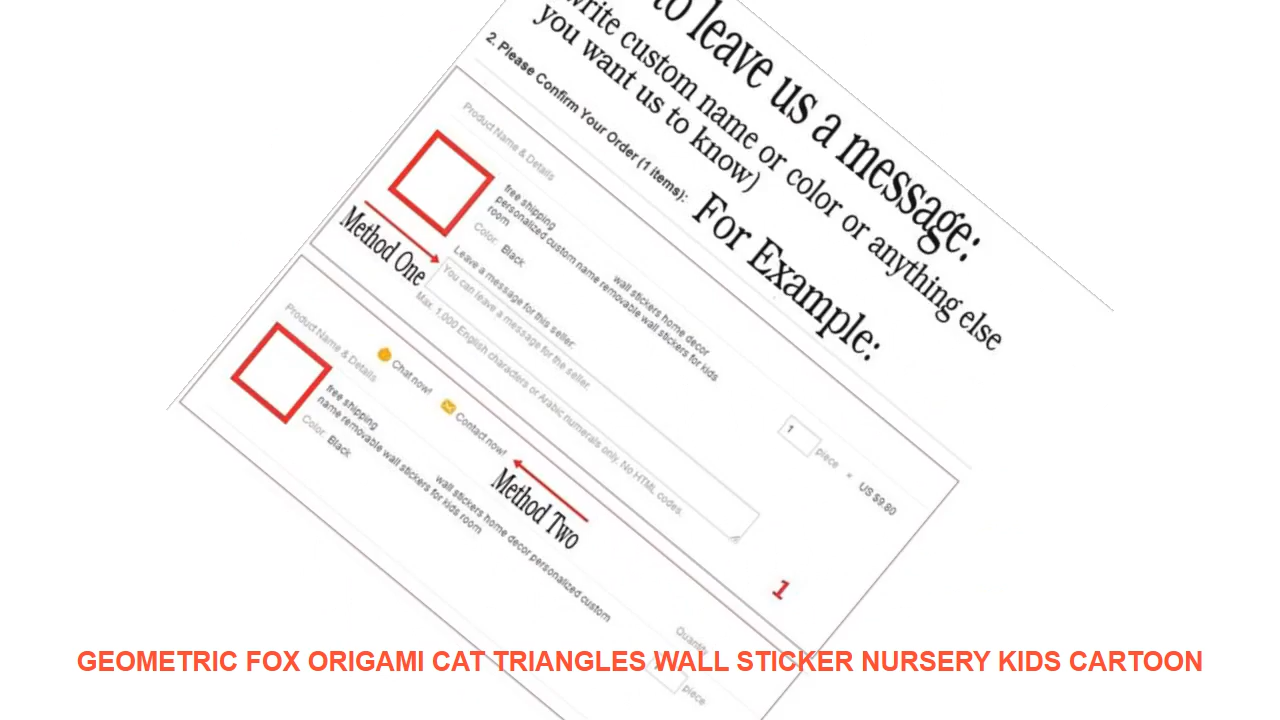 to leave us a message:
write custom name or color or anything else
you want us to know)
2. Please Confirm Your Order (1 items):
For Example:
Product Name & Details
free shipping wall stickers home decor
personalized custom name removable wall stickers for kids
room
Color: Black
1 piece × US $9.80
Method One
Leave a message for this seller:
You can leave a message for the seller.
Max. 1,000 English characters or Arabic numerals only. No HTML codes.
Chat now!
Contact now!
1
Product Name & Details
Quantity
free shipping wall stickers home decor personalized custom
name removable wall stickers for kids room
Color: Black
piece
Method Two
GEOMETRIC FOX ORIGAMI CAT TRIANGLES WALL STICKER NURSERY KIDS CARTOON